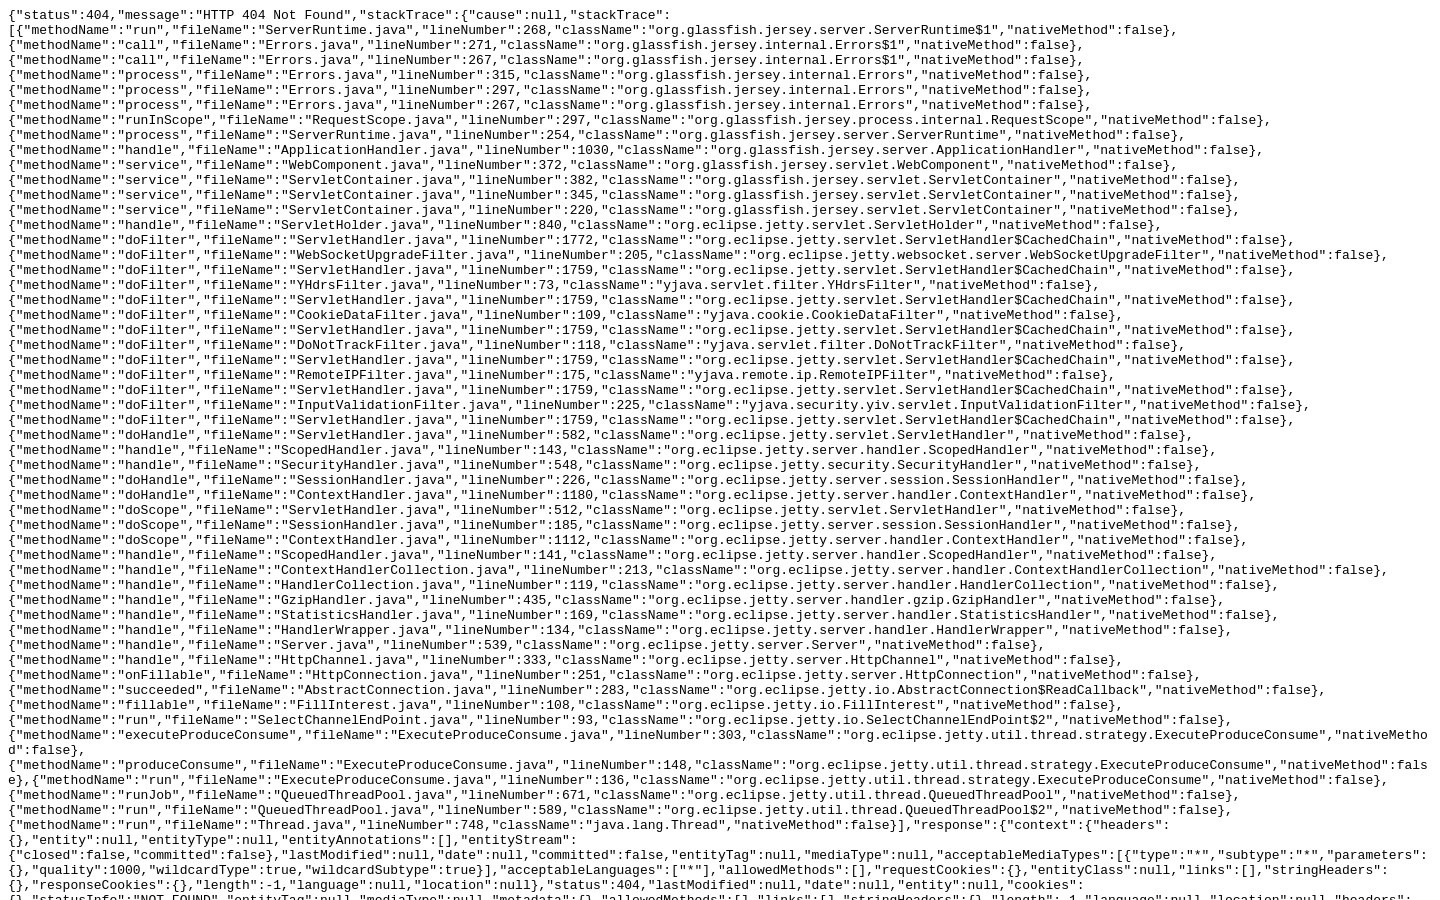 {"status":404,"message":"HTTP 404 Not Found","stackTrace":{"cause":null,"stackTrace":
[{"methodName":"run","fileName":"ServerRuntime.java","lineNumber":268,"className":"org.glassfish.jersey.server.ServerRuntime$1","nativeMethod":false},
{"methodName":"call","fileName":"Errors.java","lineNumber":271,"className":"org.glassfish.jersey.internal.Errors$1","nativeMethod":false},
{"methodName":"call","fileName":"Errors.java","lineNumber":267,"className":"org.glassfish.jersey.internal.Errors$1","nativeMethod":false},
{"methodName":"process","fileName":"Errors.java","lineNumber":315,"className":"org.glassfish.jersey.internal.Errors","nativeMethod":false},
{"methodName":"process","fileName":"Errors.java","lineNumber":297,"className":"org.glassfish.jersey.internal.Errors","nativeMethod":false},
{"methodName":"process","fileName":"Errors.java","lineNumber":267,"className":"org.glassfish.jersey.internal.Errors","nativeMethod":false},
{"methodName":"runInScope","fileName":"RequestScope.java","lineNumber":297,"className":"org.glassfish.jersey.process.internal.RequestScope","nativeMethod":false},
{"methodName":"process","fileName":"ServerRuntime.java","lineNumber":254,"className":"org.glassfish.jersey.server.ServerRuntime","nativeMethod":false},
{"methodName":"handle","fileName":"ApplicationHandler.java","lineNumber":1030,"className":"org.glassfish.jersey.server.ApplicationHandler","nativeMethod":false},
{"methodName":"service","fileName":"WebComponent.java","lineNumber":372,"className":"org.glassfish.jersey.servlet.WebComponent","nativeMethod":false},
{"methodName":"service","fileName":"ServletContainer.java","lineNumber":382,"className":"org.glassfish.jersey.servlet.ServletContainer","nativeMethod":false},
{"methodName":"service","fileName":"ServletContainer.java","lineNumber":345,"className":"org.glassfish.jersey.servlet.ServletContainer","nativeMethod":false},
{"methodName":"service","fileName":"ServletContainer.java","lineNumber":220,"className":"org.glassfish.jersey.servlet.ServletContainer","nativeMethod":false},
{"methodName":"handle","fileName":"ServletHolder.java","lineNumber":840,"className":"org.eclipse.jetty.servlet.ServletHolder","nativeMethod":false},
{"methodName":"doFilter","fileName":"ServletHandler.java","lineNumber":1772,"className":"org.eclipse.jetty.servlet.ServletHandler$CachedChain","nativeMethod":false},
{"methodName":"doFilter","fileName":"WebSocketUpgradeFilter.java","lineNumber":205,"className":"org.eclipse.jetty.websocket.server.WebSocketUpgradeFilter","nativeMethod":false},
{"methodName":"doFilter","fileName":"ServletHandler.java","lineNumber":1759,"className":"org.eclipse.jetty.servlet.ServletHandler$CachedChain","nativeMethod":false},
{"methodName":"doFilter","fileName":"YHdrsFilter.java","lineNumber":73,"className":"yjava.servlet.filter.YHdrsFilter","nativeMethod":false},
{"methodName":"doFilter","fileName":"ServletHandler.java","lineNumber":1759,"className":"org.eclipse.jetty.servlet.ServletHandler$CachedChain","nativeMethod":false},
{"methodName":"doFilter","fileName":"CookieDataFilter.java","lineNumber":109,"className":"yjava.cookie.CookieDataFilter","nativeMethod":false},
{"methodName":"doFilter","fileName":"ServletHandler.java","lineNumber":1759,"className":"org.eclipse.jetty.servlet.ServletHandler$CachedChain","nativeMethod":false},
{"methodName":"doFilter","fileName":"DoNotTrackFilter.java","lineNumber":118,"className":"yjava.servlet.filter.DoNotTrackFilter","nativeMethod":false},
{"methodName":"doFilter","fileName":"ServletHandler.java","lineNumber":1759,"className":"org.eclipse.jetty.servlet.ServletHandler$CachedChain","nativeMethod":false},
{"methodName":"doFilter","fileName":"RemoteIPFilter.java","lineNumber":175,"className":"yjava.remote.ip.RemoteIPFilter","nativeMethod":false},
{"methodName":"doFilter","fileName":"ServletHandler.java","lineNumber":1759,"className":"org.eclipse.jetty.servlet.ServletHandler$CachedChain","nativeMethod":false},
{"methodName":"doFilter","fileName":"InputValidationFilter.java","lineNumber":225,"className":"yjava.security.yiv.servlet.InputValidationFilter","nativeMethod":false},
{"methodName":"doFilter","fileName":"ServletHandler.java","lineNumber":1759,"className":"org.eclipse.jetty.servlet.ServletHandler$CachedChain","nativeMethod":false},
{"methodName":"doHandle","fileName":"ServletHandler.java","lineNumber":582,"className":"org.eclipse.jetty.servlet.ServletHandler","nativeMethod":false},
{"methodName":"handle","fileName":"ScopedHandler.java","lineNumber":143,"className":"org.eclipse.jetty.server.handler.ScopedHandler","nativeMethod":false},
{"methodName":"handle","fileName":"SecurityHandler.java","lineNumber":548,"className":"org.eclipse.jetty.security.SecurityHandler","nativeMethod":false},
{"methodName":"doHandle","fileName":"SessionHandler.java","lineNumber":226,"className":"org.eclipse.jetty.server.session.SessionHandler","nativeMethod":false},
{"methodName":"doHandle","fileName":"ContextHandler.java","lineNumber":1180,"className":"org.eclipse.jetty.server.handler.ContextHandler","nativeMethod":false},
{"methodName":"doScope","fileName":"ServletHandler.java","lineNumber":512,"className":"org.eclipse.jetty.servlet.ServletHandler","nativeMethod":false},
{"methodName":"doScope","fileName":"SessionHandler.java","lineNumber":185,"className":"org.eclipse.jetty.server.session.SessionHandler","nativeMethod":false},
{"methodName":"doScope","fileName":"ContextHandler.java","lineNumber":1112,"className":"org.eclipse.jetty.server.handler.ContextHandler","nativeMethod":false},
{"methodName":"handle","fileName":"ScopedHandler.java","lineNumber":141,"className":"org.eclipse.jetty.server.handler.ScopedHandler","nativeMethod":false},
{"methodName":"handle","fileName":"ContextHandlerCollection.java","lineNumber":213,"className":"org.eclipse.jetty.server.handler.ContextHandlerCollection","nativeMethod":false},
{"methodName":"handle","fileName":"HandlerCollection.java","lineNumber":119,"className":"org.eclipse.jetty.server.handler.HandlerCollection","nativeMethod":false},
{"methodName":"handle","fileName":"GzipHandler.java","lineNumber":435,"className":"org.eclipse.jetty.server.handler.gzip.GzipHandler","nativeMethod":false},
{"methodName":"handle","fileName":"StatisticsHandler.java","lineNumber":169,"className":"org.eclipse.jetty.server.handler.StatisticsHandler","nativeMethod":false},
{"methodName":"handle","fileName":"HandlerWrapper.java","lineNumber":134,"className":"org.eclipse.jetty.server.handler.HandlerWrapper","nativeMethod":false},
{"methodName":"handle","fileName":"Server.java","lineNumber":539,"className":"org.eclipse.jetty.server.Server","nativeMethod":false},
{"methodName":"handle","fileName":"HttpChannel.java","lineNumber":333,"className":"org.eclipse.jetty.server.HttpChannel","nativeMethod":false},
{"methodName":"onFillable","fileName":"HttpConnection.java","lineNumber":251,"className":"org.eclipse.jetty.server.HttpConnection","nativeMethod":false},
{"methodName":"succeeded","fileName":"AbstractConnection.java","lineNumber":283,"className":"org.eclipse.jetty.io.AbstractConnection$ReadCallback","nativeMethod":false},
{"methodName":"fillable","fileName":"FillInterest.java","lineNumber":108,"className":"org.eclipse.jetty.io.FillInterest","nativeMethod":false},
{"methodName":"run","fileName":"SelectChannelEndPoint.java","lineNumber":93,"className":"org.eclipse.jetty.io.SelectChannelEndPoint$2","nativeMethod":false},
{"methodName":"executeProduceConsume","fileName":"ExecuteProduceConsume.java","lineNumber":303,"className":"org.eclipse.jetty.util.thread.strategy.ExecuteProduceConsume","nativeMetho
d":false},
{"methodName":"produceConsume","fileName":"ExecuteProduceConsume.java","lineNumber":148,"className":"org.eclipse.jetty.util.thread.strategy.ExecuteProduceConsume","nativeMethod":fals
e},{"methodName":"run","fileName":"ExecuteProduceConsume.java","lineNumber":136,"className":"org.eclipse.jetty.util.thread.strategy.ExecuteProduceConsume","nativeMethod":false},
{"methodName":"runJob","fileName":"QueuedThreadPool.java","lineNumber":671,"className":"org.eclipse.jetty.util.thread.QueuedThreadPool","nativeMethod":false},
{"methodName":"run","fileName":"QueuedThreadPool.java","lineNumber":589,"className":"org.eclipse.jetty.util.thread.QueuedThreadPool$2","nativeMethod":false},
{"methodName":"run","fileName":"Thread.java","lineNumber":748,"className":"java.lang.Thread","nativeMethod":false}],"response":{"context":{"headers":
{},"entity":null,"entityType":null,"entityAnnotations":[],"entityStream":
{"closed":false,"committed":false},"lastModified":null,"date":null,"committed":false,"entityTag":null,"mediaType":null,"acceptableMediaTypes":[{"type":"*","subtype":"*","parameters":
{},"quality":1000,"wildcardType":true,"wildcardSubtype":true}],"acceptableLanguages":["*"],"allowedMethods":[],"requestCookies":{},"entityClass":null,"links":[],"stringHeaders":
{},"responseCookies":{},"length":-1,"language":null,"location":null},"status":404,"lastModified":null,"date":null,"entity":null,"cookies":
{},"statusInfo":"NOT_FOUND","entityTag":null,"mediaType":null,"metadata":{},"allowedMethods":[],"links":[],"stringHeaders":{},"length":-1,"language":null,"location":null,"headers":